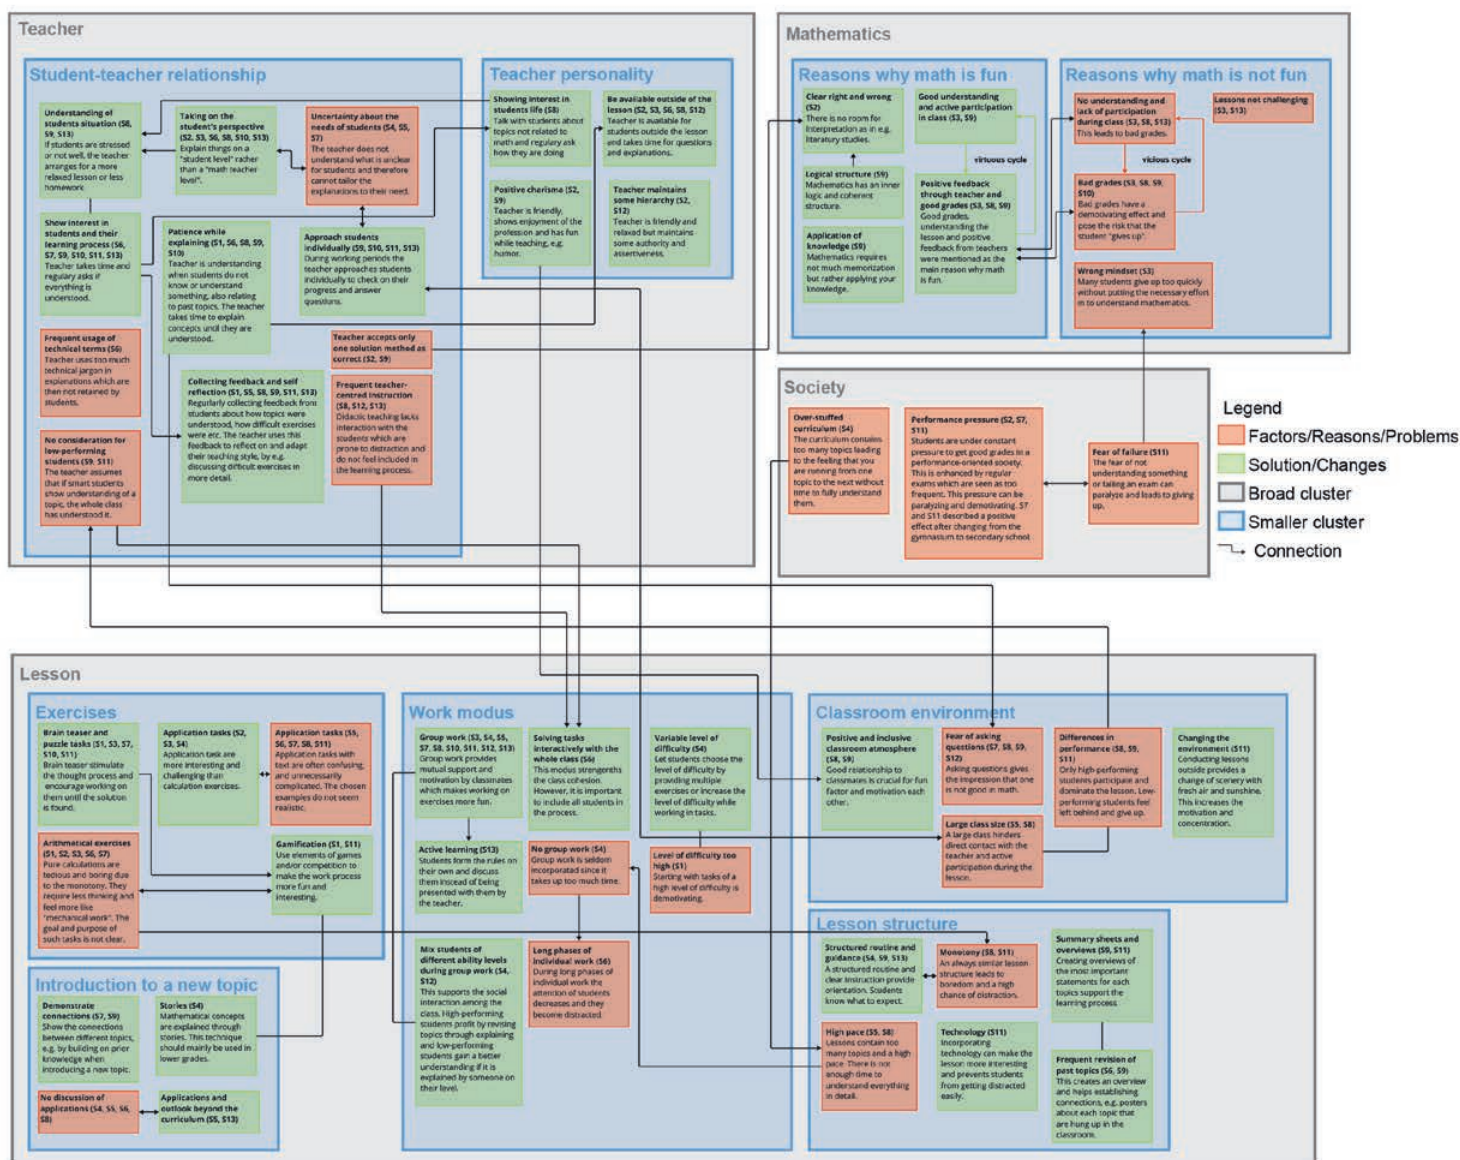 Teacher
Student-teacher relationship
Understanding of
students situation (S8,
S9, S13)
If students are stressed
or not well, the teacher
arranges for a more
relaxed lesson or less
homework.
Taking on the
student's perspective
(S2, S3, S6, S8, S10, S13)
Explain things on a
"student level" rather
than a "math teacher
level".
Uncertainty about the
needs of students (S4, S5,
S7)
The teacher does not
understand what is unclear
for students and therefore
cannot tailor the
explanations to their need.
Show interest in
students and their
learning process (S6,
S7, S9, S10, S11, S13)
Teacher takes time and
regulary asks if
everything is
understood.
Patience while
explaining (S1, S6, S8, S9,
S10)
Teacher is understanding
when students do not
know or understand
something, also relating
to past topics. The teacher
takes time to explain
concepts until they are
understood.
Approach students
individually (S9, S10, S11, S13)
During working periods the
teacher approaches students
individually to check on their
progress and answer
questions.
Frequent usage of
technical terms (S6)
Teacher uses too much
technical jargon in
explanations which are
then not retained by
students.
Teacher accepts only
one solution method as
correct (S2, S9)
Collecting feedback and self
reflection (S1, S5, S8, S9, S11, S13)
Regurlarly collecting feedback from
students about how topics were
understood, how difficult exercises
were etc. The teacher uses this
feedback to reflect on and adapt
their teaching style, by e.g.
discussing difficult exercises in
more detail.
Frequent teacher-
centred instruction
(S8, S12, S13)
Didactic teaching lacks
interaction with the
students which are
prone to distraction and
do not feel included in
the learning process.
No consideration for
low-performing
students (S9, S11)
The teacher assumes
that if smart students
show understanding of a
topic, the whole class
has understood it.
Teacher personality
Showing interest in
students life (S8)
Talk with students about
topics not related to
math and regulary ask
how they are doing
Be available outside of the
lesson (S2, S3, S6, S8, S12)
Teacher is available for
students outside the lesson
and takes time for questions
and explanations.
Positive charisma (S2,
S9)
Teacher is friendly,
shows enjoyment of the
profession and has fun
while teaching, e.g.
humor.
Teacher maintains
some hierarchy (S2,
S12)
Teacher is friendly and
relaxed but maintains
some authority and
assertiveness.
Mathematics
Reasons why math is fun
Clear right and wrong
(S2)
There is no room for
Interpretation as in e.g.
literatury studies.
Good understanding
and active participation
in class (S3, S9)
virtuous cycle
Logical structure (S9)
Mathematics has an inner
logic and coherent
structure.
Positive feedback
through teacher and
good grades (S3, S8, S9)
Good grades,
understanding the
lesson and positive
feedback from teachers
were mentioned as the
main reason why math
is fun.
Application of
knowledge (S9)
Mathematics requires
not much memorization
but rather applying your
knowledge.
Reasons why math is not fun
No understanding and
lack of participation
during class (S3, S8, S13)
This leads to bad grades.
Lessons not challenging
(S3, S13)
vicious cycle
Bad grades (S3, S8, S9,
S10)
Bad grades have a
demotivating effect and
pose the risk that the
student "gives up".
Wrong mindset (S3)
Many students give up too quickly
without putting the necessary effort
in to understand mathematics.
Society
Over-stuffed
curriculum (S4)
The curriculum contains
too many topics leading
to the feeling that you
are running from one
topic to the next without
time to fully understand
them.
Performance pressure (S2, S7,
S11)
Students are under constant
pressure to get good grades in a
performance-oriented society.
This is enhanced by regular
exams which are seen as too
frequent. This pressure can be
paralyzing and demotivating. S7
and S11 described a positive
effect after changing from the
gymnasium to secondary school.
Fear of failure (S11)
The fear of not
understanding something
or failing an exam can
paralyze and leads to giving
up.
Legend
Factors/Reasons/Problems
Solution/Changes
Broad cluster
Smaller cluster
Connection
Lesson
Exercises
Brain teaser and
puzzle tasks (S1, S3, S7,
S10, S11)
Brain teaser stimulate
the thought process and
encourage working on
them until the solution
is found.
Application tasks (S2,
S3, S4)
Application task are
more interesting and
challenging than
calculation exercises.
Application tasks (S5,
S6, S7, S8, S11)
Application tasks with
text are often confusing,
and unnecessarily
complicated. The chosen
examples do not seem
realistic.
Arithmatical exercises
(S1, S2, S3, S6, S7)
Pure calculations are
tedious and boring due
to the monotony. They
require less thinking and
feel more like
"mechanical work". The
goal and purpose of
such tasks is not clear.
Gamification (S1, S11)
Use elements of games
and/or competition to
make the work process
more fun and
interesting.
Introduction to a new topic
Demonstrate
connections (S7, S9)
Show the connections
between different topics,
e.g. by building on prior
knowledge when
introducing a new topic.
Stories (S4)
Mathematical concepts
are explained through
stories. This technique
should mainly be used in
lower grades.
No discussion of
applications (S4, S5, S6,
S8)
Applications and
outlook beyond the
curriculum (S5, S13)
Work modus
Group work (S3, S4, S5,
S7, S8, S10, S11, S12, S13)
Group work provides
mutual support and
motivation by classmates
which makes working on
exercises more fun.
Solving tasks
interactively with the
whole class (S6)
This modus strengenths
the class cohesion.
However, it is important
to include all students in
the process.
Variable level of
difficulty (S4)
Let students choose
the level of difficulty by
providing multiple
exercises or increase the
level of difficulty while
working in tasks.
Active learning (S13)
Students form the rules on
their own and discuss
them instead of being
presented with them by
the teacher.
No group work (S4)
Group work is seldom
incorporated since it
takes up too much time.
Level of difficulty too
high (S1)
Starting with tasks of a
high level of difficulty is
demotivating.
Mix students of
different ability levels
during group work (S4,
S12)
This supports the social
interaction among the
class. High-performing
students profit by revising
topics through explaining
and low-performing
students gain a better
understanding if it is
explained by someone on
their level.
Long phases of
individual work (S6)
During long phases of
individual work the
attention of students
decreases and they
become distracted.
Classroom environment
Positive and inclusive
classroom atmosphere
(S8, S9)
Good relationship to
classmates is crucial for fun
factor and motivation each
other.
Fear of asking
questions (S7, S8, S9,
S12)
Asking questions gives
the impression that one
is not good in math.
Differences in
performance (S8, S9,
S11)
Only high-performing
students participate and
dominate the lesson. Low-
performing students feel
left behind and give up.
Changing the
environment (S11)
Conducting lessons
outside provides a
change of scenery with
fresh air and sunshine.
This increases the
motivation and
concentration.
Large class size (S5, S8)
A large class hinders
direct contact with the
teacher and active
participation during the
lesson.
Lesson structure
Structured routine and
guidance (S4, S9, S13)
A structured routine and
clear instruction provide
orientation. Students
know what to expect.
Monotony (S8, S11)
An always similar lesson
structure leads to
boredom and a high
chance of distraction.
Summary sheets and
overviews (S9, S11)
Creating overviews of
the most important
statements for each
topics support the
learning process.
High pace (S5, S8)
Lessons contain too
many topics and a high
pace. There is not
enough time to
understand everything
in detail.
Technology (S11)
Incorporating
technology can make the
lesson more interesting
and prevents students
from getting distracted
easily.
Frequent revision of
past topics (S6, S9)
This creates an overview
and helps establishing
connections, e.g. posters
about each topic that
are hung up in the
classroom.